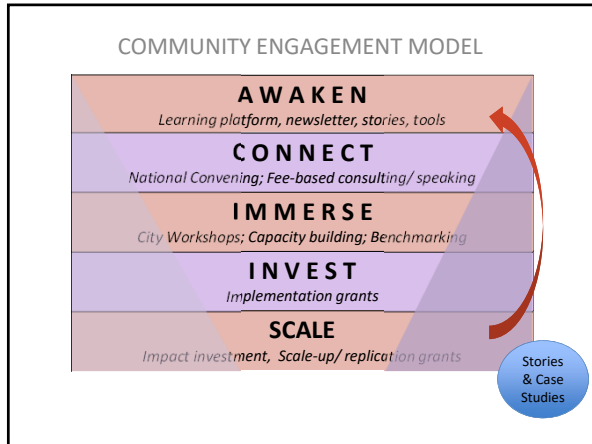 COMMUNITY ENGAGEMENT MODEL
AWAKEN
Learning platform, newsletter, stories, tools
CONNECT
National Convening; Fee-based consulting/ speaking
IMMERSE
City Workshops; Capacity building; Benchmarking
INVEST
Implementation grants
SCALE
Impact investment, Scale-up/ replication grants
Stories
& Case
Studies